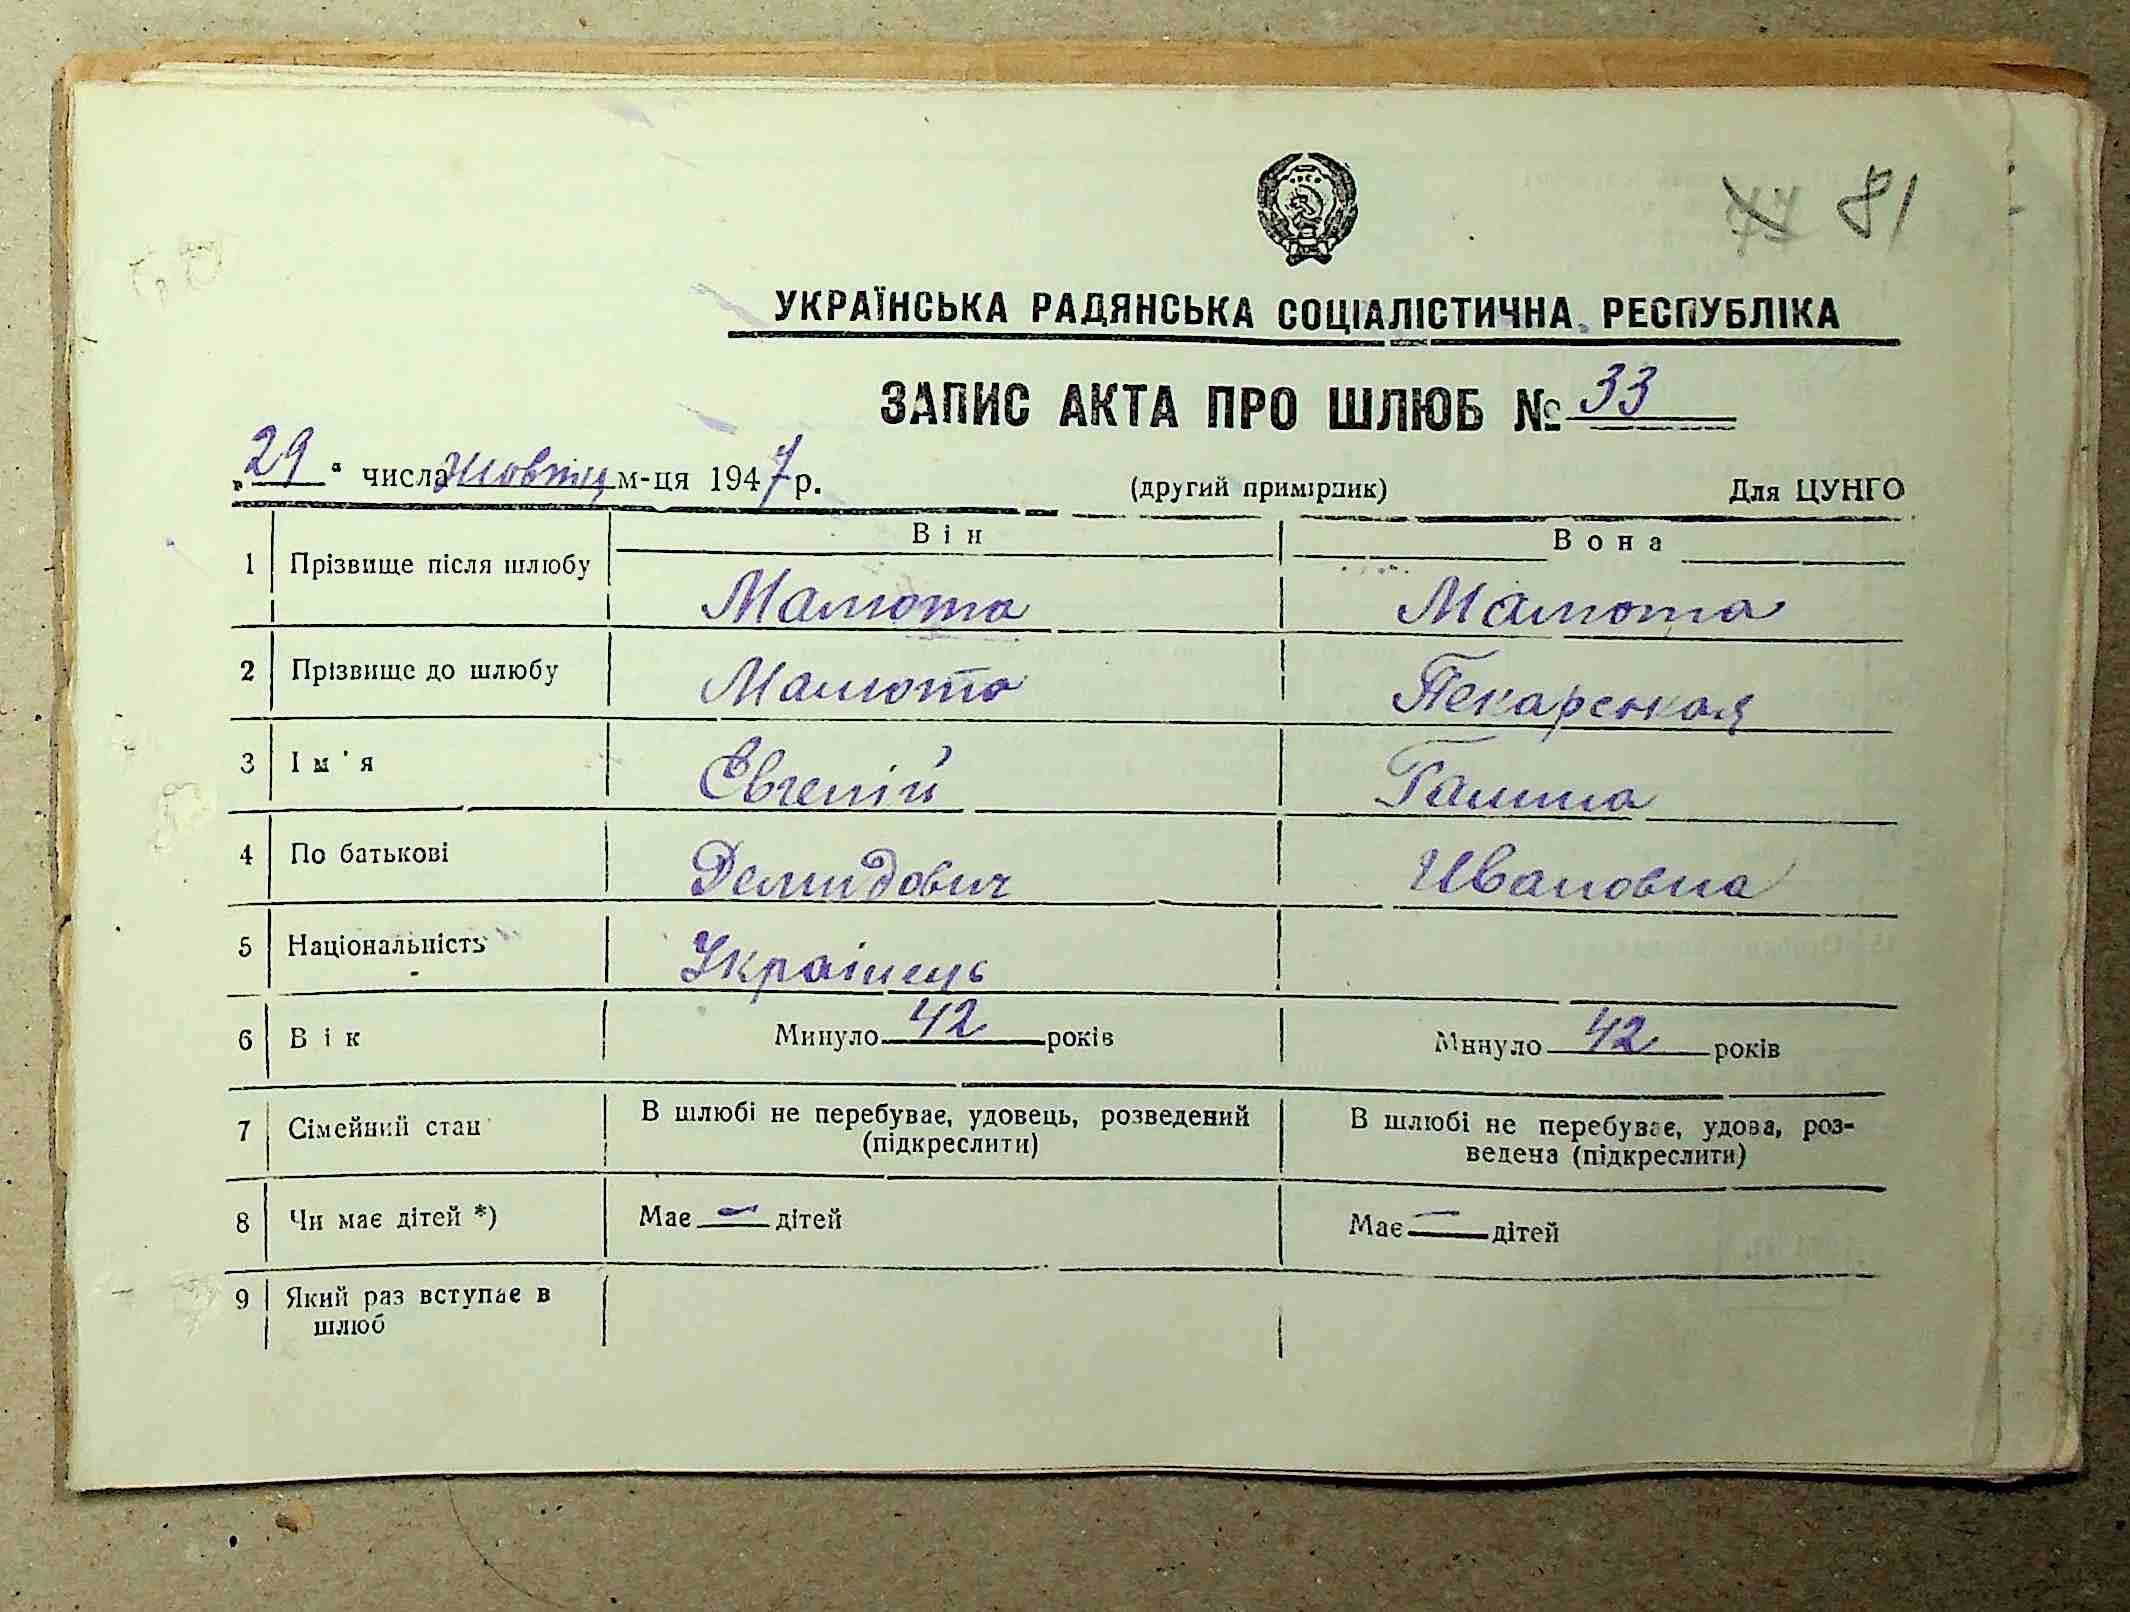 81
УКРАЇНСЬКА РАДЯНСЬКА СОЦІАЛІСТИЧНА РЕСПУБЛІКА
ЗАПИС АКТА ПРО ШЛЮБ № 33
„29“ числа жовтня м-ця 1947 р. (другий примірник) Для ЦУНГО
Він Вона
1 Прізвище після шлюбу Малюта Малюта
2 Прізвище до шлюбу Малюта Пекарськая
3 Ім'я Евгеній Галина
4 По батькові Демидович Ивановна
5 Національність Українець
6 Вік Минуло 42 років Минуло 42 років
7 Сімейний стан В шлюбі не перебуває, удовець, розведений (підкреслити) В шлюбі не перебуває, удова, роз-
ведена (підкреслити)
8 Чи має дітей *) Має — дітей Має — дітей
9 Який раз вступає в
шлюб